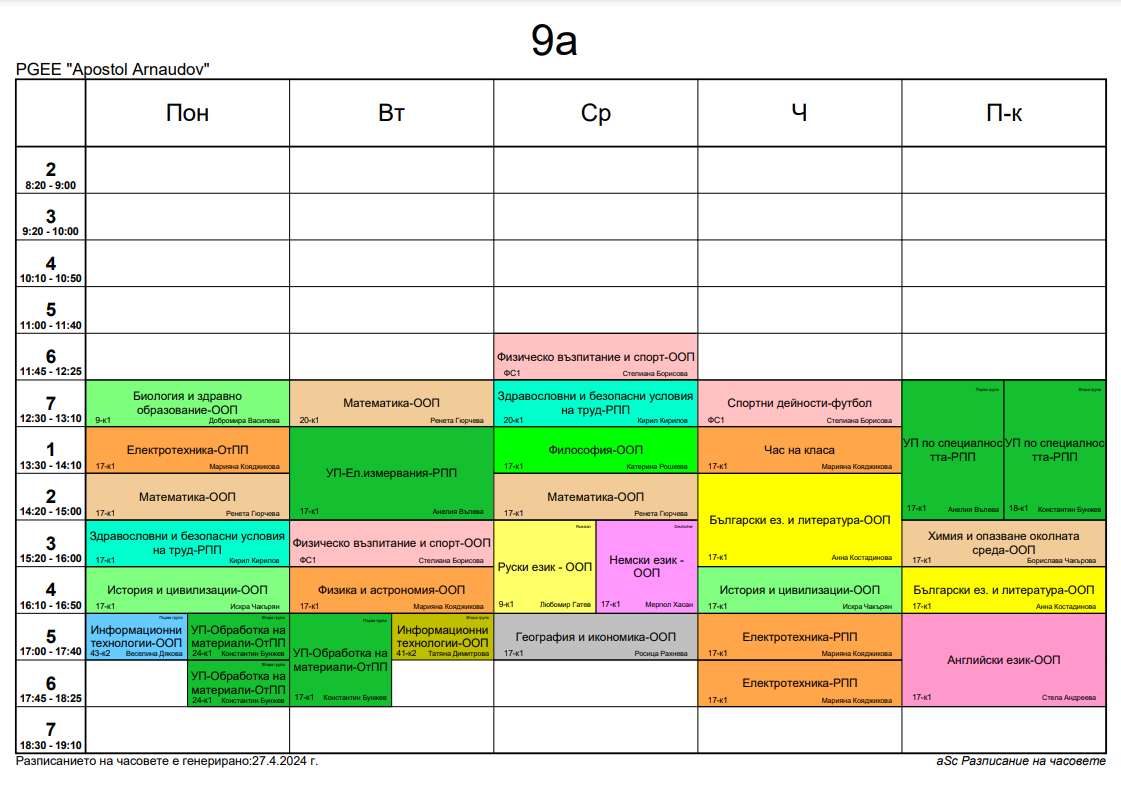 9а
PGEE "Apostol Arnaudov"
Пон Вт Ср Ч П-к
2
8:20 - 9:00
3
9:20 - 10:00
4
10:10 - 10:50
5
11:00 - 11:40
6
11:45 - 12:25
Физическо възпитание и спорт-ООП
ФС1 Стелиана Борисова
7
12:30 - 13:10
Биология и здравно
образование-ООП
9-к1 Добромира Василева
Математика-ООП
20-к1 Ренета Гюрчева
Здравословни и безопасни условия
на труд-РПП
20-к1 Кирил Кирилов
Спортни дейности-футбол
ФС1 Стелиана Борисова
Първа група
УП по специалнос
тта-РПП
17-к1 Анелия Вълева
Втора група
УП по специалнос
тта-РПП
18-к1 Константин Бунжев
1
13:30 - 14:10
Електротехника-ОтПП
17-к1 Марияна Кояджикова
УП-Ел.измервания-РПП
17-к1 Анелия Вълева
Философия-ООП
17-к1 Катерина Рошкева
Час на класа
17-к1 Марияна Кояджикова
2
14:20 - 15:00
Математика-ООП
17-к1 Ренета Гюрчева
Математика-ООП
17-к1 Ренета Гюрчева
Български ез. и литература-ООП
17-к1 Анна Костадинова
3
15:20 - 16:00
Здравословни и безопасни условия
на труд-РПП
17-к1 Кирил Кирилов
Физическо възпитание и спорт-ООП
ФС1 Стелиана Борисова
Russian
Руски език - ООП
9-к1 Любомир Гатев
Deutsche
Немски език -
ООП
17-к1 Мерпол Хасан
Химия и опазване околната
среда-ООП
17-к1 Борислава Чакърова
4
16:10 - 16:50
История и цивилизации-ООП
17-к1 Искра Чакърян
Физика и астрономия-ООП
17-к1 Марияна Кояджикова
История и цивилизации-ООП
17-к1 Искра Чакърян
Български ез. и литература-ООП
17-к1 Анна Костадинова
5
17:00 - 17:40
Първа група
Информационни
технологии-ООП
43-к2 Веселина Дякова
Втора група
УП-Обработка на
материали-ОтПП
24-к1 Константин Бунжев
Първа група
УП-Обработка на
материали-ОтПП
17-к1 Константин Бунжев
Втора група
Информационни
технологии-ООП
41-к2 Татяна Димитрова
География и икономика-ООП
17-к1 Росица Рахнева
Електротехника-РПП
17-к1 Марияна Кояджикова
Английски език-ООП
17-к1 Стела Андреева
6
17:45 - 18:25
Втора група
УП-Обработка на
материали-ОтПП
24-к1 Константин Бунжев
Електротехника-РПП
17-к1 Марияна Кояджикова
7
18:30 - 19:10
Разписанието на часовете е генерирано:27.4.2024 г. aSc Разписание на часовете